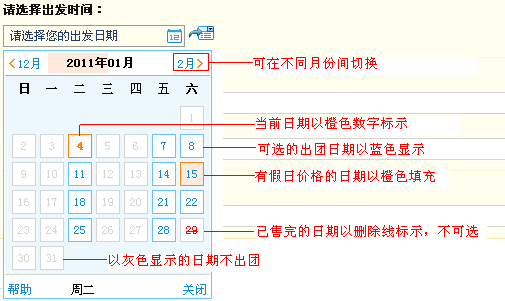 请选择出发时间：
请选择您的出发日期 12
12月 2011年01月 2月 可在不同月份间切换
日 一 二 三 四 五 六
1
当前日期以橙色数字标示
2 3 4 5 6 7 8 可选的出团日期以蓝色显示
9 10 11 12 13 14 15 有假日价格的日期以橙色填充
16 17 18 19 20 21 22
23 24 25 26 27 28 29 已售完的日期以删除线标示，不可选
30 31 以灰色显示的日期不出团
帮助 周二 关闭